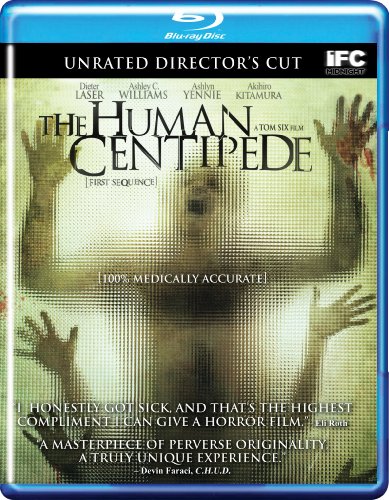 Blu-ray Disc
UNRATED DIRECTOR'S CUT
iFC
MIDNIGHT
Dieter Ashley C. Ashlyn Akihiro
LASER WILLIAMS YENNIE KITAMURA
THE HUMAN
A TOM SIX FILM
CENTIPEDE
[FIRST SEQUENCE]
[100% MEDICALLY ACCURATE]
"I HONESTLY GOT SICK, AND THAT'S THE HIGHEST
COMPLIMENT I CAN GIVE A HORROR FILM." - Eli Roth
"A MASTERPIECE OF PERVERSE ORIGINALITY.
A TRULY UNIQUE EXPERIENCE."
– Devin Faraci, C.H.U.D.